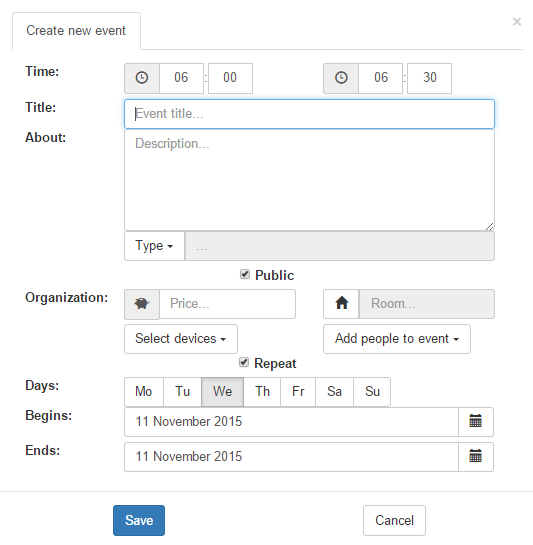 Create new event ×
Time: 06 : 00 06 : 30
Title: Event title...
About: Description...
Type ...
Public
Organization: Price... Room...
Select devices Add people to event
Repeat
Days: Mo Tu We Th Fr Sa Su
Begins: 11 November 2015
Ends: 11 November 2015
Save Cancel